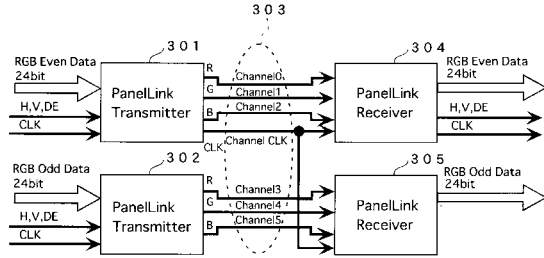 303
301
304
RGB Even Data
24bit
PanelLink
Transmitter
H,V,DE
CLK
R
Channel0
G
Channel1
B
Channel2
CLK
Channel CLK
PanelLink
Receiver
RGB Even Data
24bit
H,V,DE
CLK
302
305
RGB Odd Data
24bit
PanelLink
Transmitter
H,V,DE
CLK
R
Channel3
G
Channel4
B
Channel5
PanelLink
Receiver
RGB Odd Data
24bit